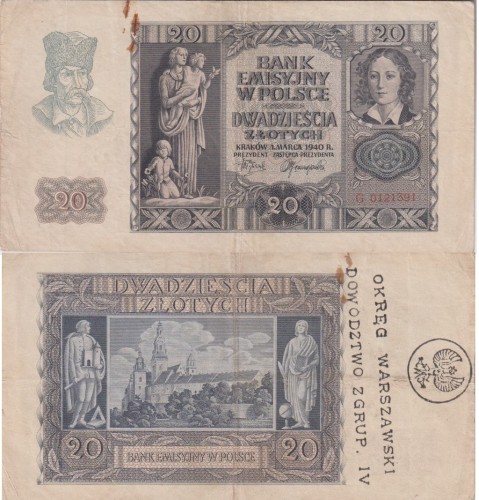 20
20
BANK
EMISYJNY
W POLSCE
DWADZIEŚCIA
ZŁOTYCH
KRAKÓW 1. MARCA 1940 R.
PREZYDENT ZASTĘPCA PREZYDENTA
20
20
G 0121391
DWADZIEŚCIA
ZŁOTYCH
20
BANK EMISYJNY W POLSCE
20
OKRĘG WARSZAWSKI
DOWÓDZTWO ZGRUP. IV